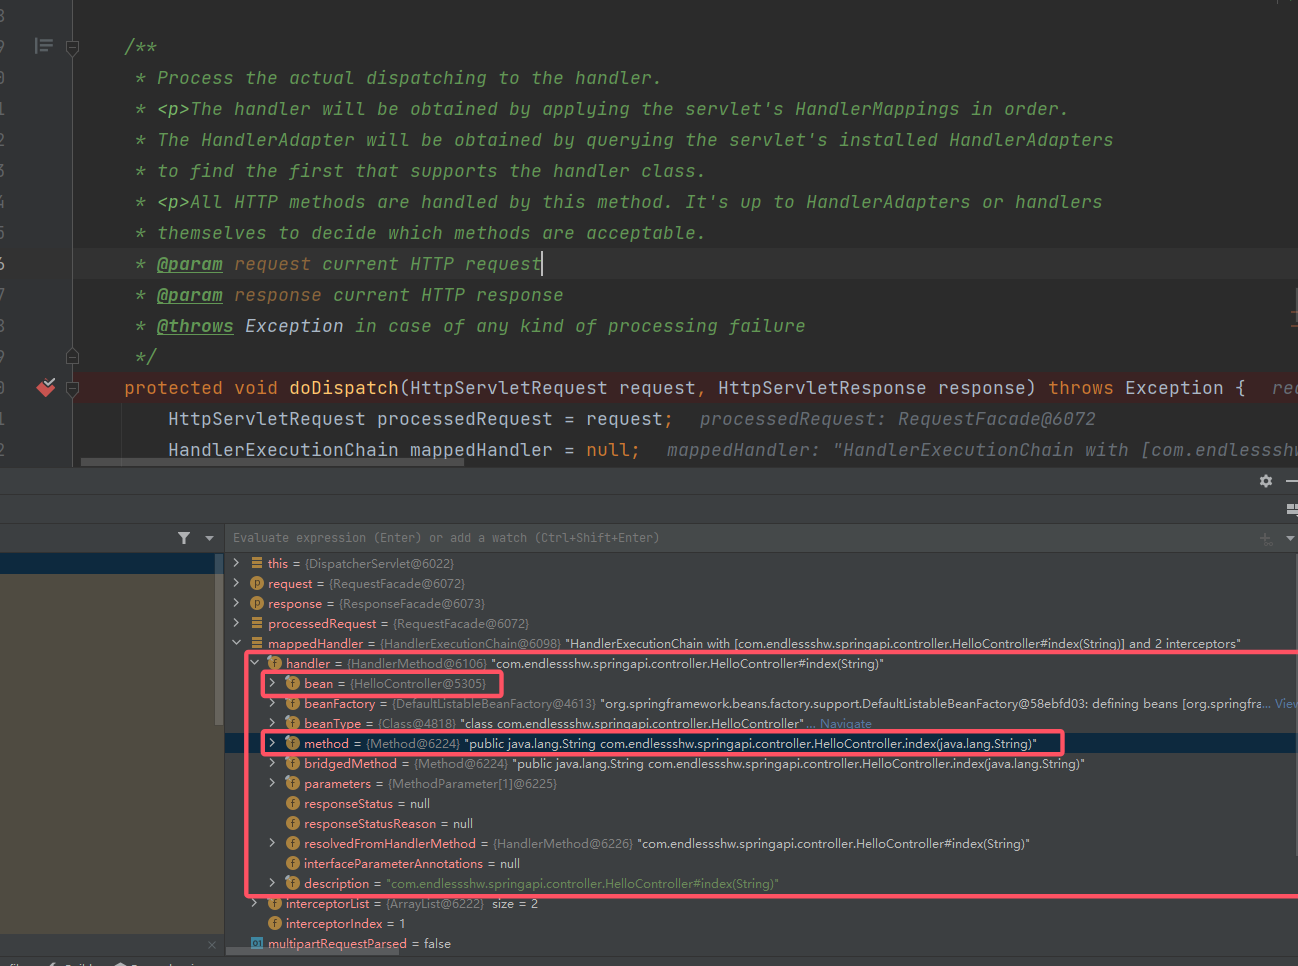 /**
* Process the actual dispatching to the handler.
* <p>The handler will be obtained by applying the servlet's HandlerMappings in order.
* The HandlerAdapter will be obtained by querying the servlet's installed HandlerAdapters
* to find the first that supports the handler class.
* <p>All HTTP methods are handled by this method. It's up to HandlerAdapters or handlers
* themselves to decide which methods are acceptable.
* @param request current HTTP request
* @param response current HTTP response
* @throws Exception in case of any kind of processing failure
*/
protected void doDispatch(HttpServletRequest request, HttpServletResponse response) throws Exception {
HttpServletRequest processedRequest = request; processedRequest: RequestFacade@6072
HandlerExecutionChain mappedHandler = null; mappedHandler: "HandlerExecutionChain with [com.endlessshw
Evaluate expression (Enter) or add a watch (Ctrl+Shift+Enter)
this = {DispatcherServlet@6022}
request = {RequestFacade@6072}
response = {ResponseFacade@6073}
processedRequest = {RequestFacade@6072}
mappedHandler = {HandlerExecutionChain@6098} "HandlerExecutionChain with [com.endlessshw.springapi.controller.HelloController#index(String)] and 2 interceptors"
handler = {HandlerMethod@6106} "com.endlessshw.springapi.controller.HelloController#index(String)"
bean = {HelloController@5305}
beanFactory = {DefaultListableBeanFactory@4613} "org.springframework.beans.factory.support.DefaultListableBeanFactory@58ebfd03: defining beans [org.springfra... View
beanType = {Class@4818} "class com.endlessshw.springapi.controller.HelloController" ... Navigate
method = {Method@6224} "public java.lang.String com.endlessshw.springapi.controller.HelloController.index(java.lang.String)"
bridgedMethod = {Method@6224} "public java.lang.String com.endlessshw.springapi.controller.HelloController.index(java.lang.String)"
parameters = {MethodParameter[1]@6225}
responseStatus = null
responseStatusReason = null
resolvedFromHandlerMethod = {HandlerMethod@6226} "com.endlessshw.springapi.controller.HelloController#index(String)"
interfaceParameterAnnotations = null
description = "com.endlessshw.springapi.controller.HelloController#index(String)"
interceptorList = {ArrayList@6222} size = 2
interceptorIndex = 1
multipartRequestParsed = false